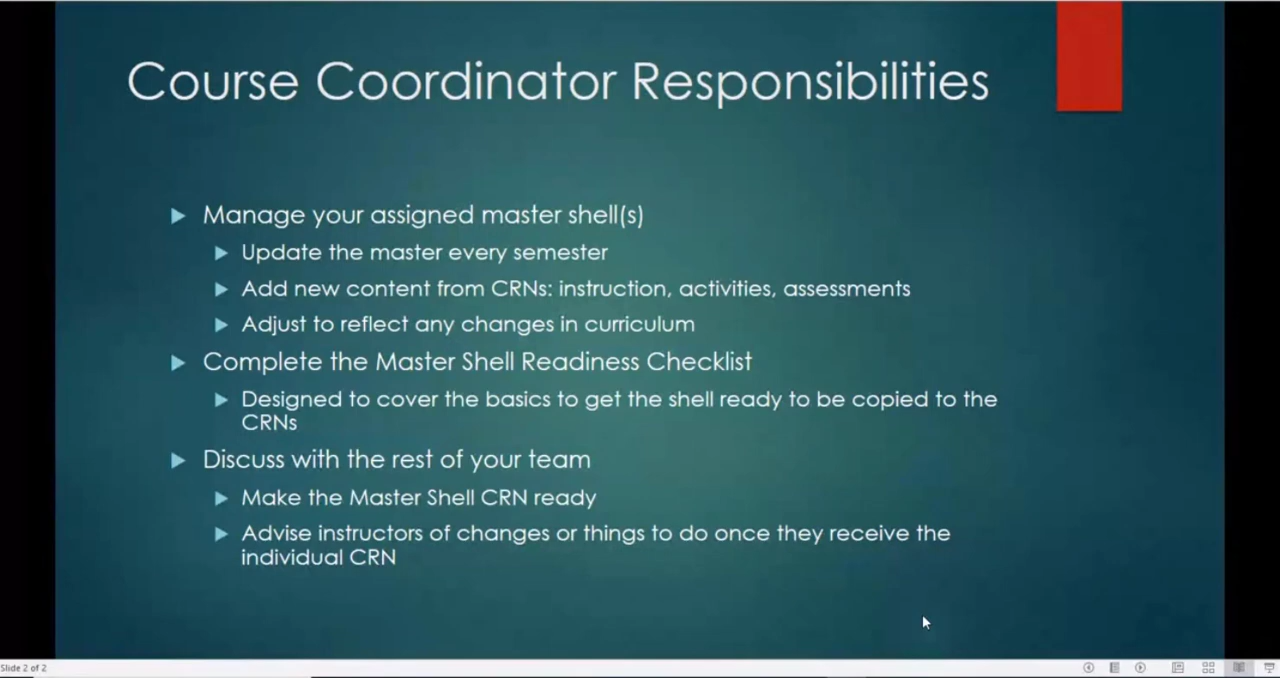 Course Coordinator Responsibilities
Manage your assigned master shell(s)
Update the master every semester
Add new content from CRNs: instruction, activities, assessments
Adjust to reflect any changes in curriculum
Complete the Master Shell Readiness Checklist
Designed to cover the basics to get the shell ready to be copied to the
CRNs
Discuss with the rest of your team
Make the Master Shell CRN ready
Advise instructors of changes or things to do once they receive the
individual CRN
Slide 2 of 2